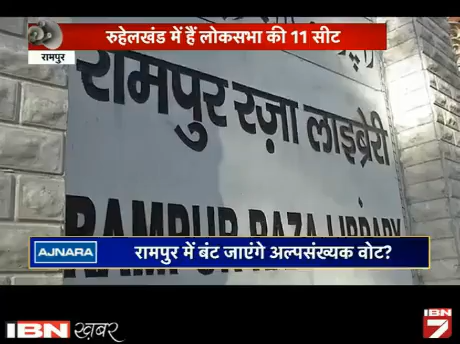 रुहेलखंड में हैं लोकसभा की 11 सीट
रामपुर
रामपुर रज़ा लाइब्रेरी
RAMPUR RAZA LIBRARY
AJNARA
रामपुर में बंट जाएंगे अल्पसंख्यक वोट?
IBN ख़बर
IBN 7